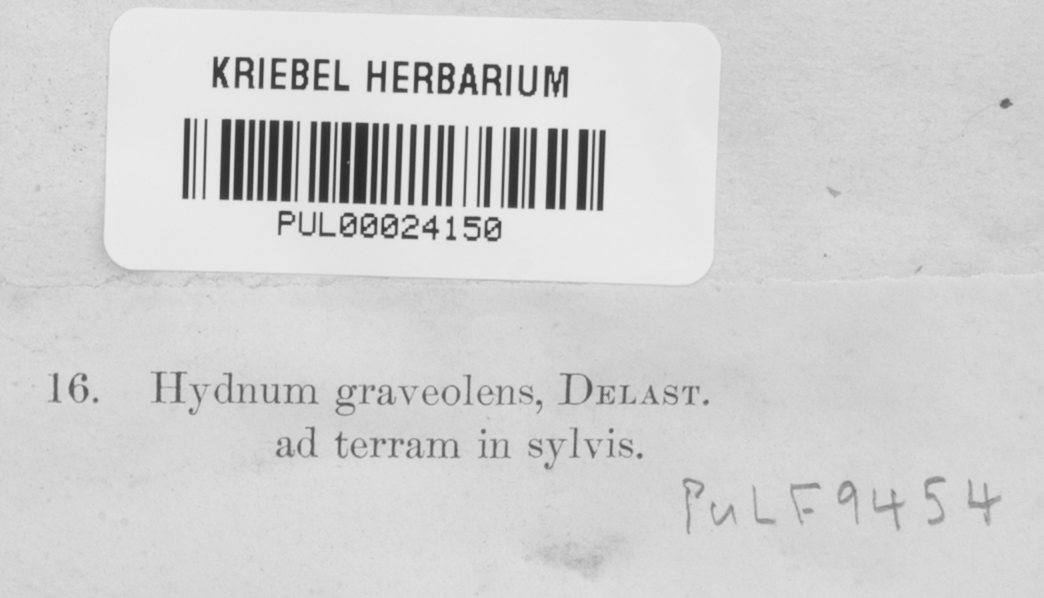 KRIEBEL HERBARIUM
PUL00024150
16. Hydnum graveolens, DELAST.
ad terram in sylvis.
PuLF9454